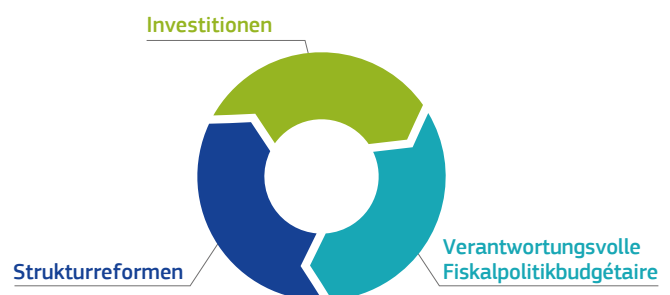 Investitionen
Strukturreformen
Verantwortungsvolle
Fiskalpolitikbudgétaire